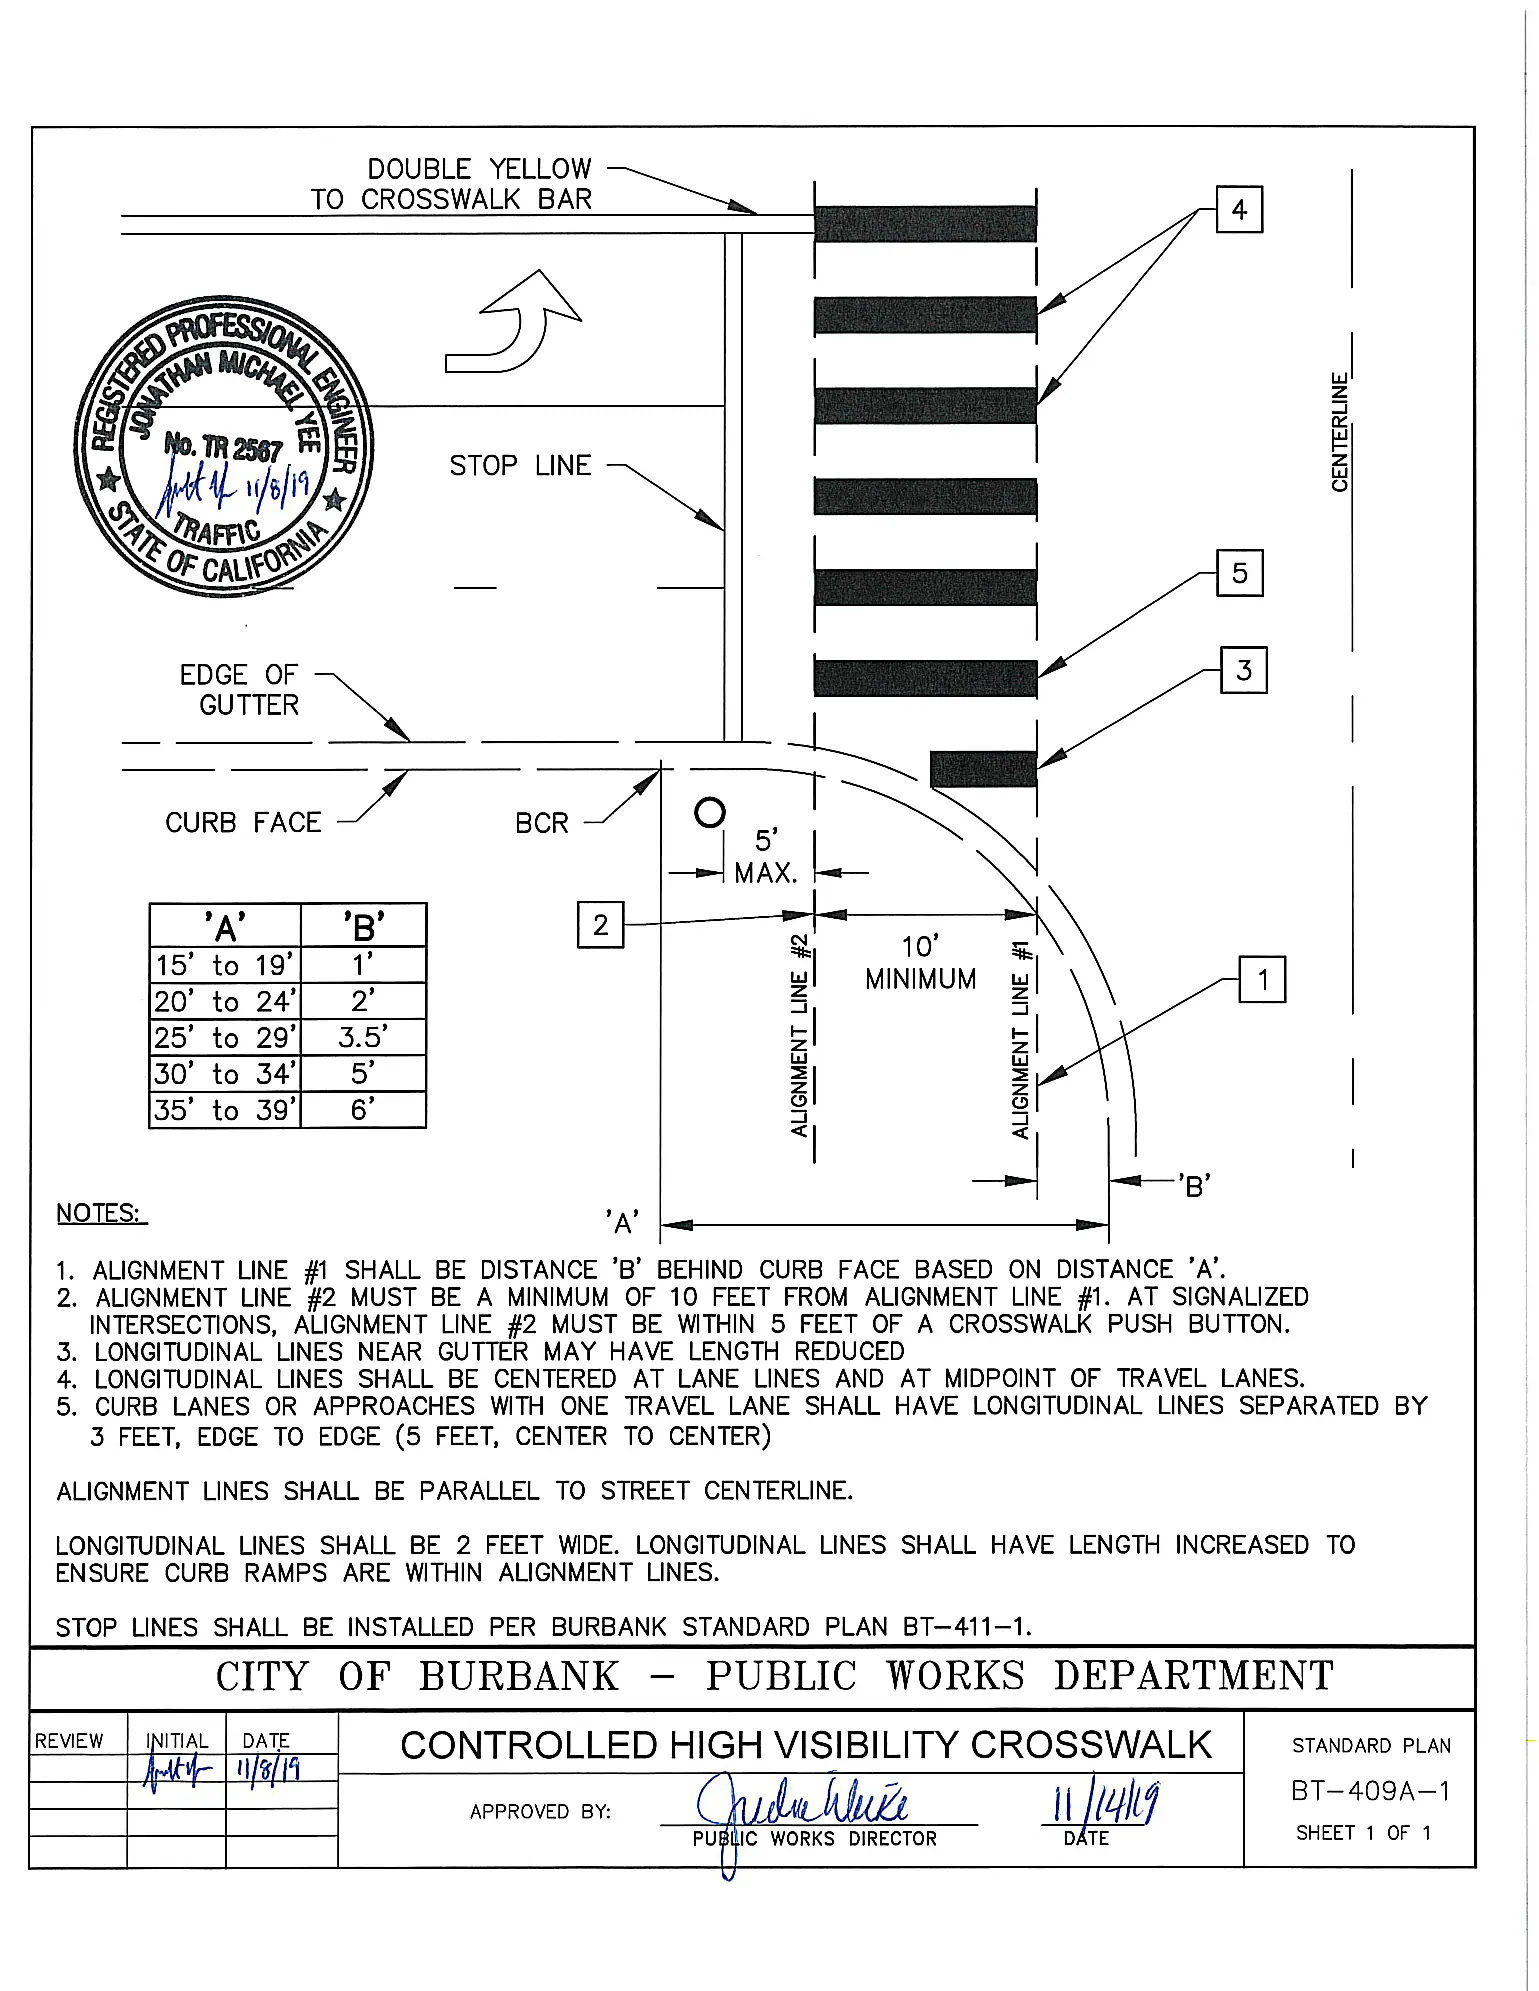 DOUBLE YELLOW
TO CROSSWALK BAR
4
REGISTERED PROFESSIONAL ENGINEER
JONATHAN MICHAEL YEE
No. TR 2567
11/8/19
TRAFFIC
STATE OF CALIFORNIA
STOP LINE
CENTERLINE
5
3
EDGE OF
GUTTER
CURB FACE
BCR
5'
MAX.
2
10'
MINIMUM
ALIGNMENT LINE #2
ALIGNMENT LINE #1
1
'A' 'B'
15' to 19' 1'
20' to 24' 2'
25' to 29' 3.5'
30' to 34' 5'
35' to 39' 6'
'B'
'A'
NOTES:
1. ALIGNMENT LINE #1 SHALL BE DISTANCE 'B' BEHIND CURB FACE BASED ON DISTANCE 'A'.
2. ALIGNMENT LINE #2 MUST BE A MINIMUM OF 10 FEET FROM ALIGNMENT LINE #1. AT SIGNALIZED
INTERSECTIONS, ALIGNMENT LINE #2 MUST BE WITHIN 5 FEET OF A CROSSWALK PUSH BUTTON.
3. LONGITUDINAL LINES NEAR GUTTER MAY HAVE LENGTH REDUCED
4. LONGITUDINAL LINES SHALL BE CENTERED AT LANE LINES AND AT MIDPOINT OF TRAVEL LANES.
5. CURB LANES OR APPROACHES WITH ONE TRAVEL LANE SHALL HAVE LONGITUDINAL LINES SEPARATED BY
3 FEET, EDGE TO EDGE (5 FEET, CENTER TO CENTER)
ALIGNMENT LINES SHALL BE PARALLEL TO STREET CENTERLINE.
LONGITUDINAL LINES SHALL BE 2 FEET WIDE. LONGITUDINAL LINES SHALL HAVE LENGTH INCREASED TO
ENSURE CURB RAMPS ARE WITHIN ALIGNMENT LINES.
STOP LINES SHALL BE INSTALLED PER BURBANK STANDARD PLAN BT-411-1.
CITY OF BURBANK - PUBLIC WORKS DEPARTMENT
REVIEW INITIAL DATE
11/8/19
CONTROLLED HIGH VISIBILITY CROSSWALK
APPROVED BY:
11/14/19
PUBLIC WORKS DIRECTOR
DATE
STANDARD PLAN
BT-409A-1
SHEET 1 OF 1